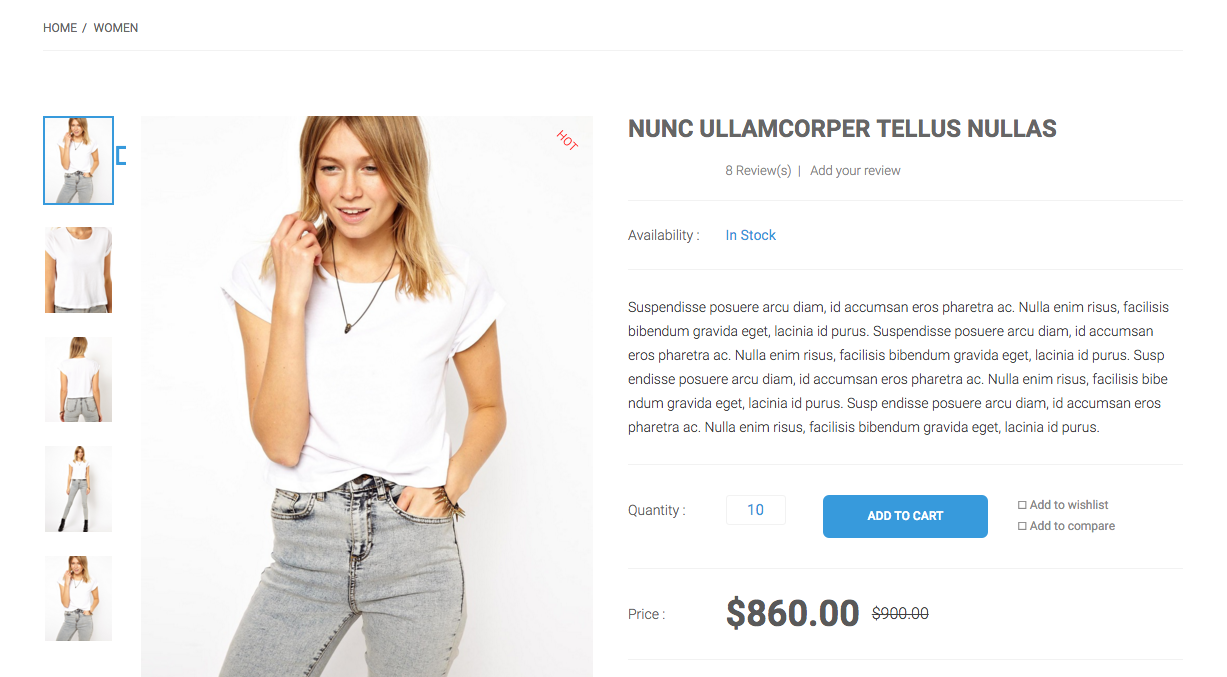 HOME / WOMEN
HOT
NUNC ULLAMCORPER TELLUS NULLAS
8 Review(s) | Add your review
Availability : In Stock
Suspendisse posuere arcu diam, id accumsan eros pharetra ac. Nulla enim risus, facilisis
bibendum gravida eget, lacinia id purus. Suspendisse posuere arcu diam, id accumsan
eros pharetra ac. Nulla enim risus, facilisis bibendum gravida eget, lacinia id purus. Susp
endisse posuere arcu diam, id accumsan eros pharetra ac. Nulla enim risus, facilisis bibe
ndum gravida eget, lacinia id purus. Susp endisse posuere arcu diam, id accumsan eros
pharetra ac. Nulla enim risus, facilisis bibendum gravida eget, lacinia id purus.
Quantity : 10 ADD TO CART
Add to wishlist
Add to compare
Price : $860.00 $900.00